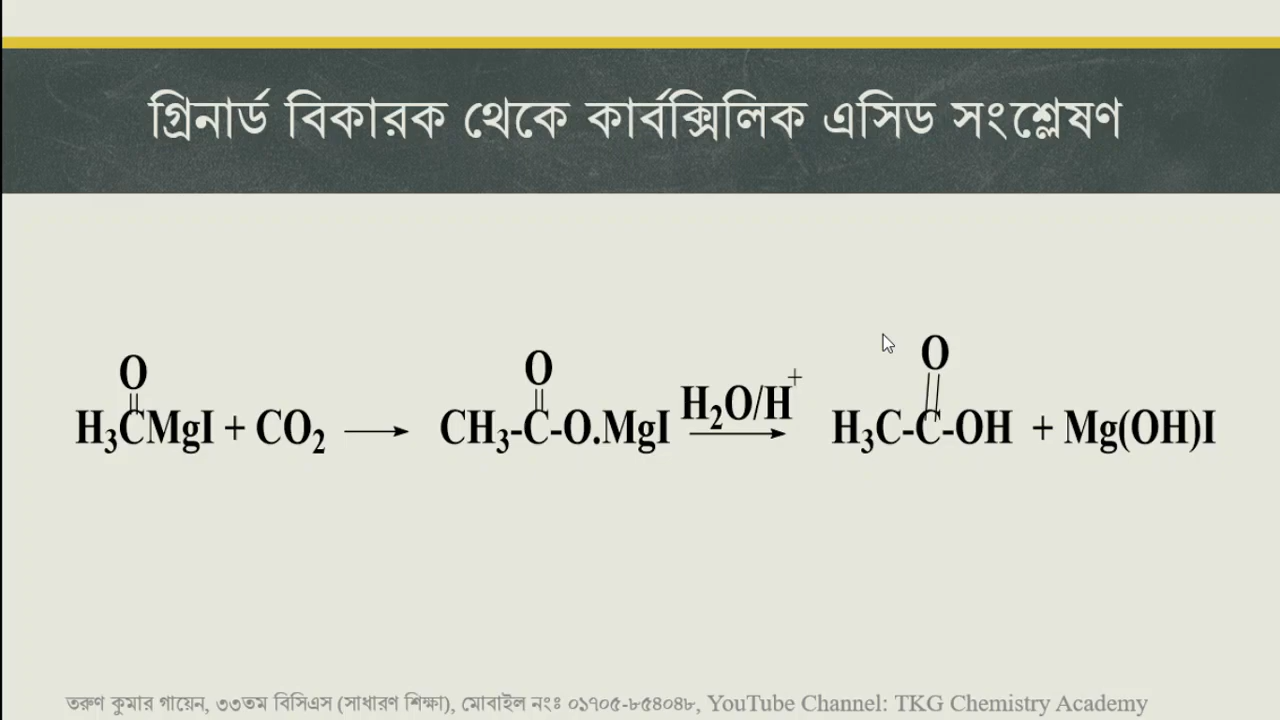 গ্রিনার্ড বিকারক থেকে কার্বক্সিলিক এসিড সংশ্লেষণ
O O O
H₃CMgI + CO₂ ⟶ CH₃-C-O.MgI H₂O/H⁺ ⟶ H₃C-C-OH + Mg(OH)I
তরুণ কুমার গায়েন, ৩৩তম বিসিএস (সাধারণ শিক্ষা), মোবাইল নংঃ ০১৭০৫-৮৫৪০৪৮, YouTube Channel: TKG Chemistry Academy